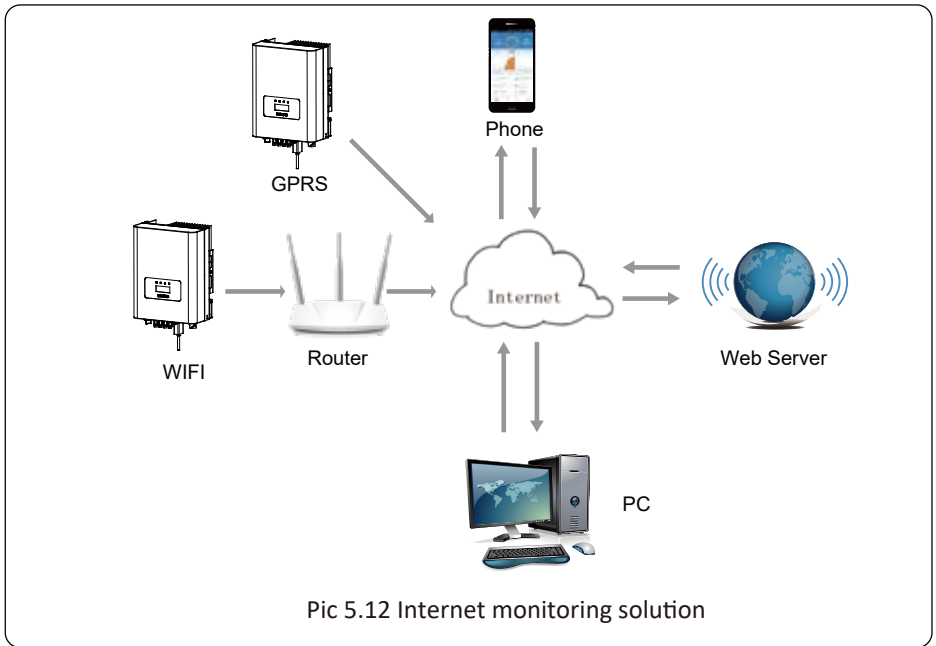 Phone
GPRS
Internet
WIFI
Router
Web Server
PC
Pic 5.12 Internet monitoring solution